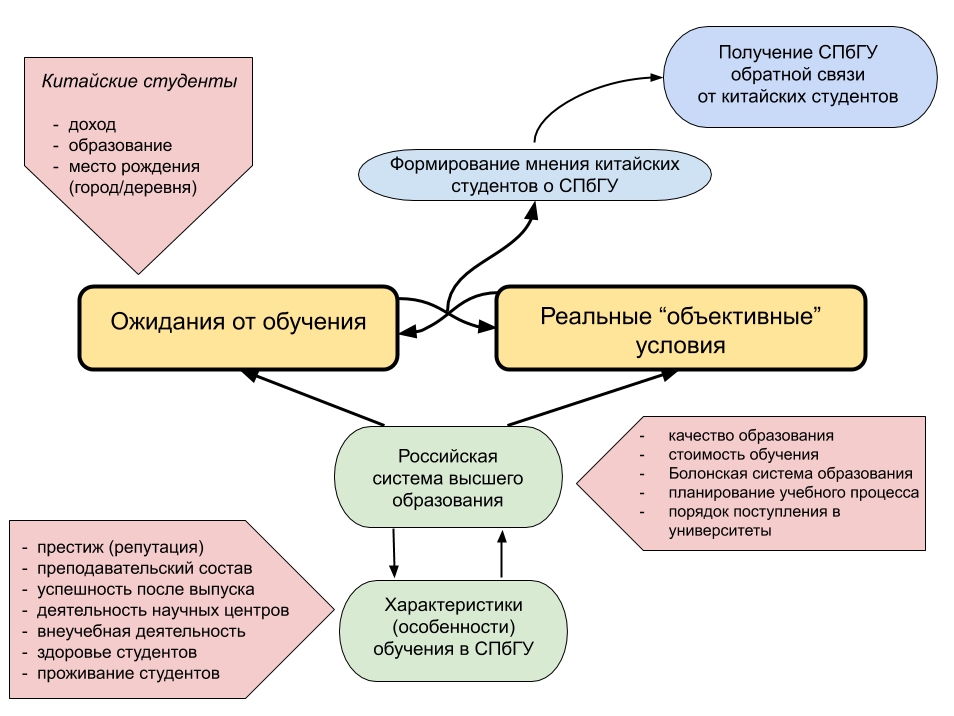 Получение СПбГУ
обратной связи
от китайских студентов
Китайские студенты
- доход
- образование
- место рождения
(город/деревня)
Формирование мнения китайских
студентов о СПбГУ
Ожидания от обучения
Реальные “объективные”
условия
Российская
система высшего
образования
- качество образования
- стоимость обучения
- Болонская система образования
- планирование учебного процесса
- порядок поступления в
университеты
- престиж (репутация)
- преподавательский состав
- успешность после выпуска
- деятельность научных центров
- внеучебная деятельность
- здоровье студентов
- проживание студентов
Характеристики
(особенности)
обучения в СПбГУ